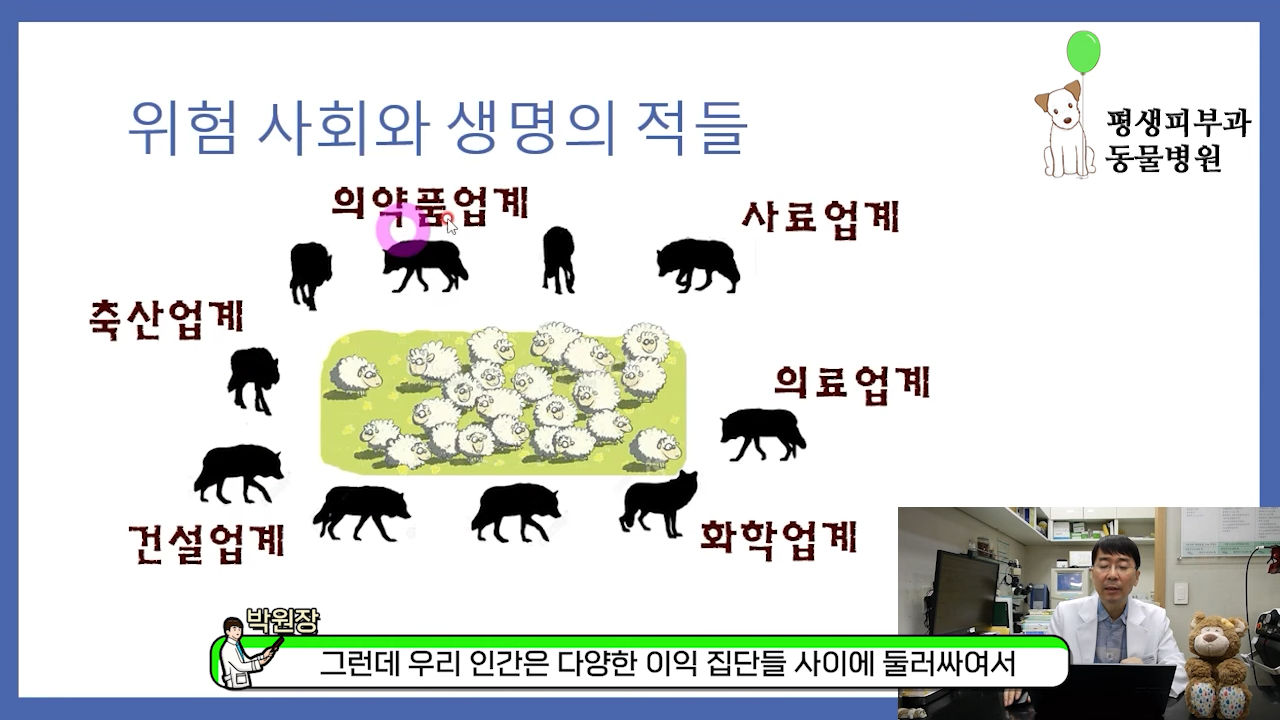 위험 사회와 생명의 적들
평생피부과
동물병원
의약품업계
사료업계
축산업계
의료업계
건설업계
화학업계
박원장
그런데 우리 인간은 다양한 이익 집단들 사이에 둘러싸여서